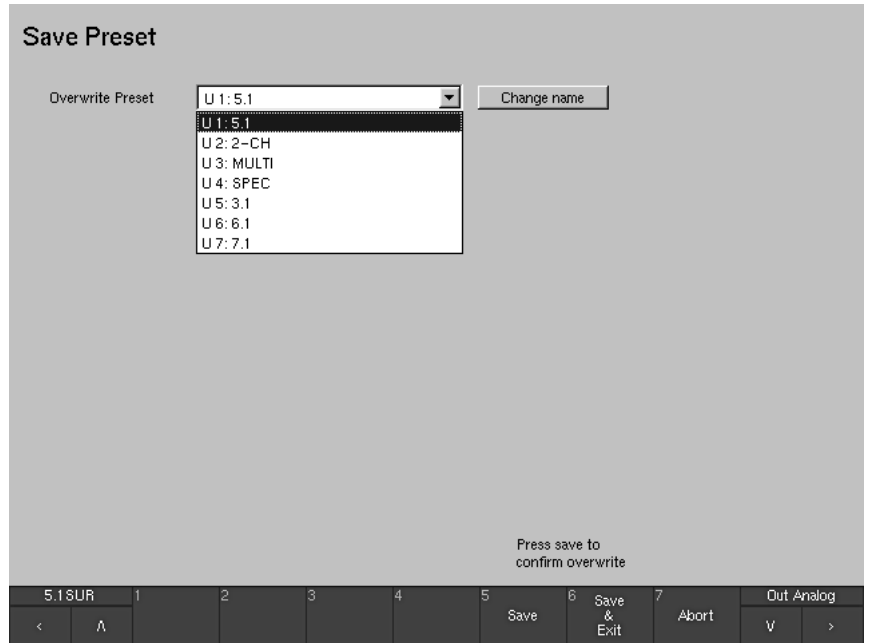 Save Preset
Overwrite Preset
U 1: 5.1
Change name
U 1: 5.1
U 2: 2-CH
U 3: MULTI
U 4: SPEC
U 5: 3.1
U 6: 6.1
U 7: 7.1
Press save to
confirm overwrite
5.1SUR
1
2
3
4
5
Save
6
Save
&
Exit
7
Abort
Out Analog
< Λ
V >